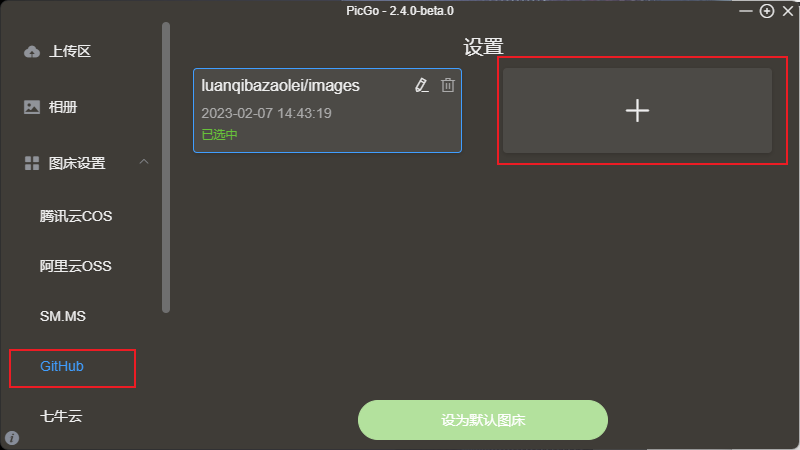 PicGo - 2.4.0-beta.0
上传区
相册
图床设置
腾讯云COS
阿里云OSS
SM.MS
GitHub
七牛云
设置
luanqibazaolei/images
2023-02-07 14:43:19
已选中
设为默认图床